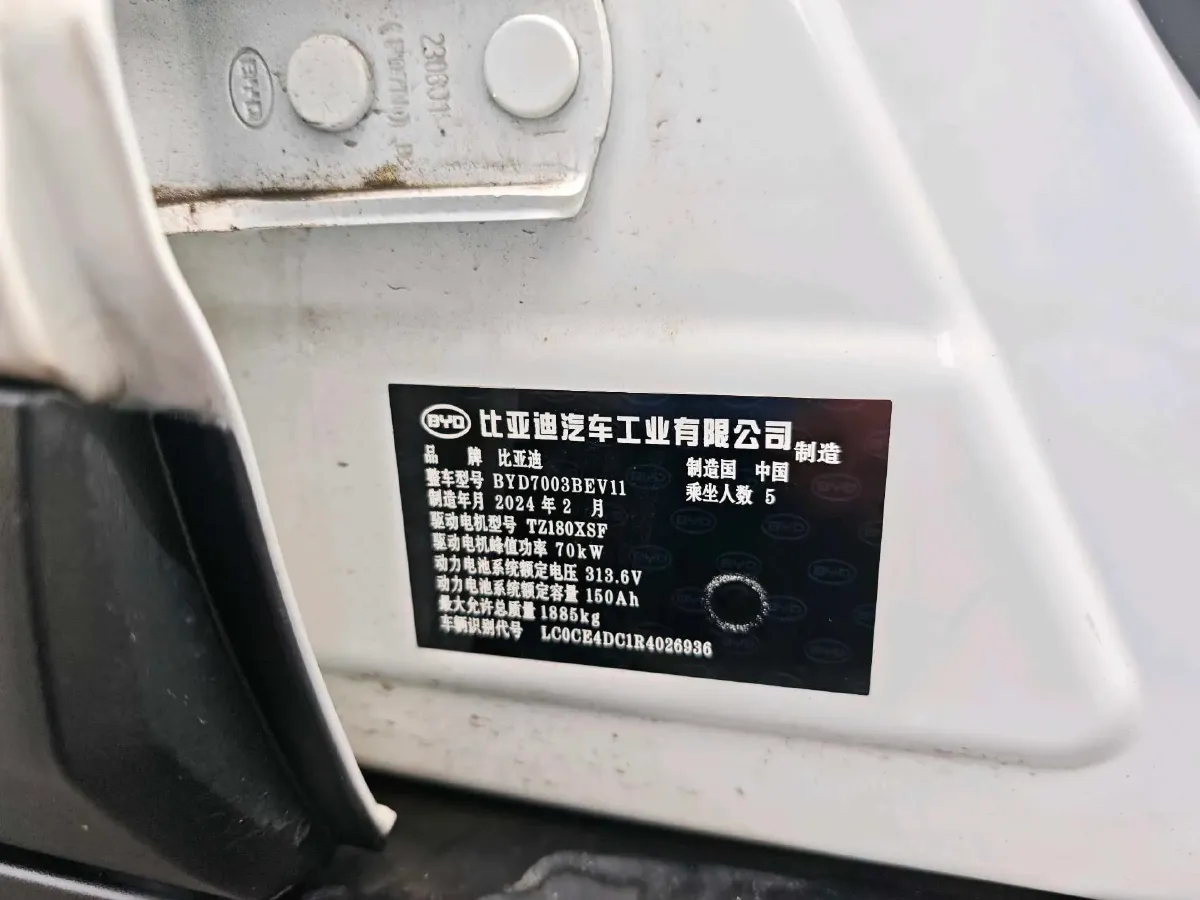 BYD
230801
BYD 比亚迪汽车工业有限公司 制造
品 牌 比亚迪 制造国 中国
整车型号 BYD7003BEV11 乘坐人数 5
制造年月 2024 年 2 月
驱动电机型号 TZ180XSF
驱动电机峰值功率 70kW
动力电池系统额定电压 313.6V
动力电池系统额定容量 150Ah
最大允许总质量 1885kg
车辆识别代号 LC0CE4DC1R4026936